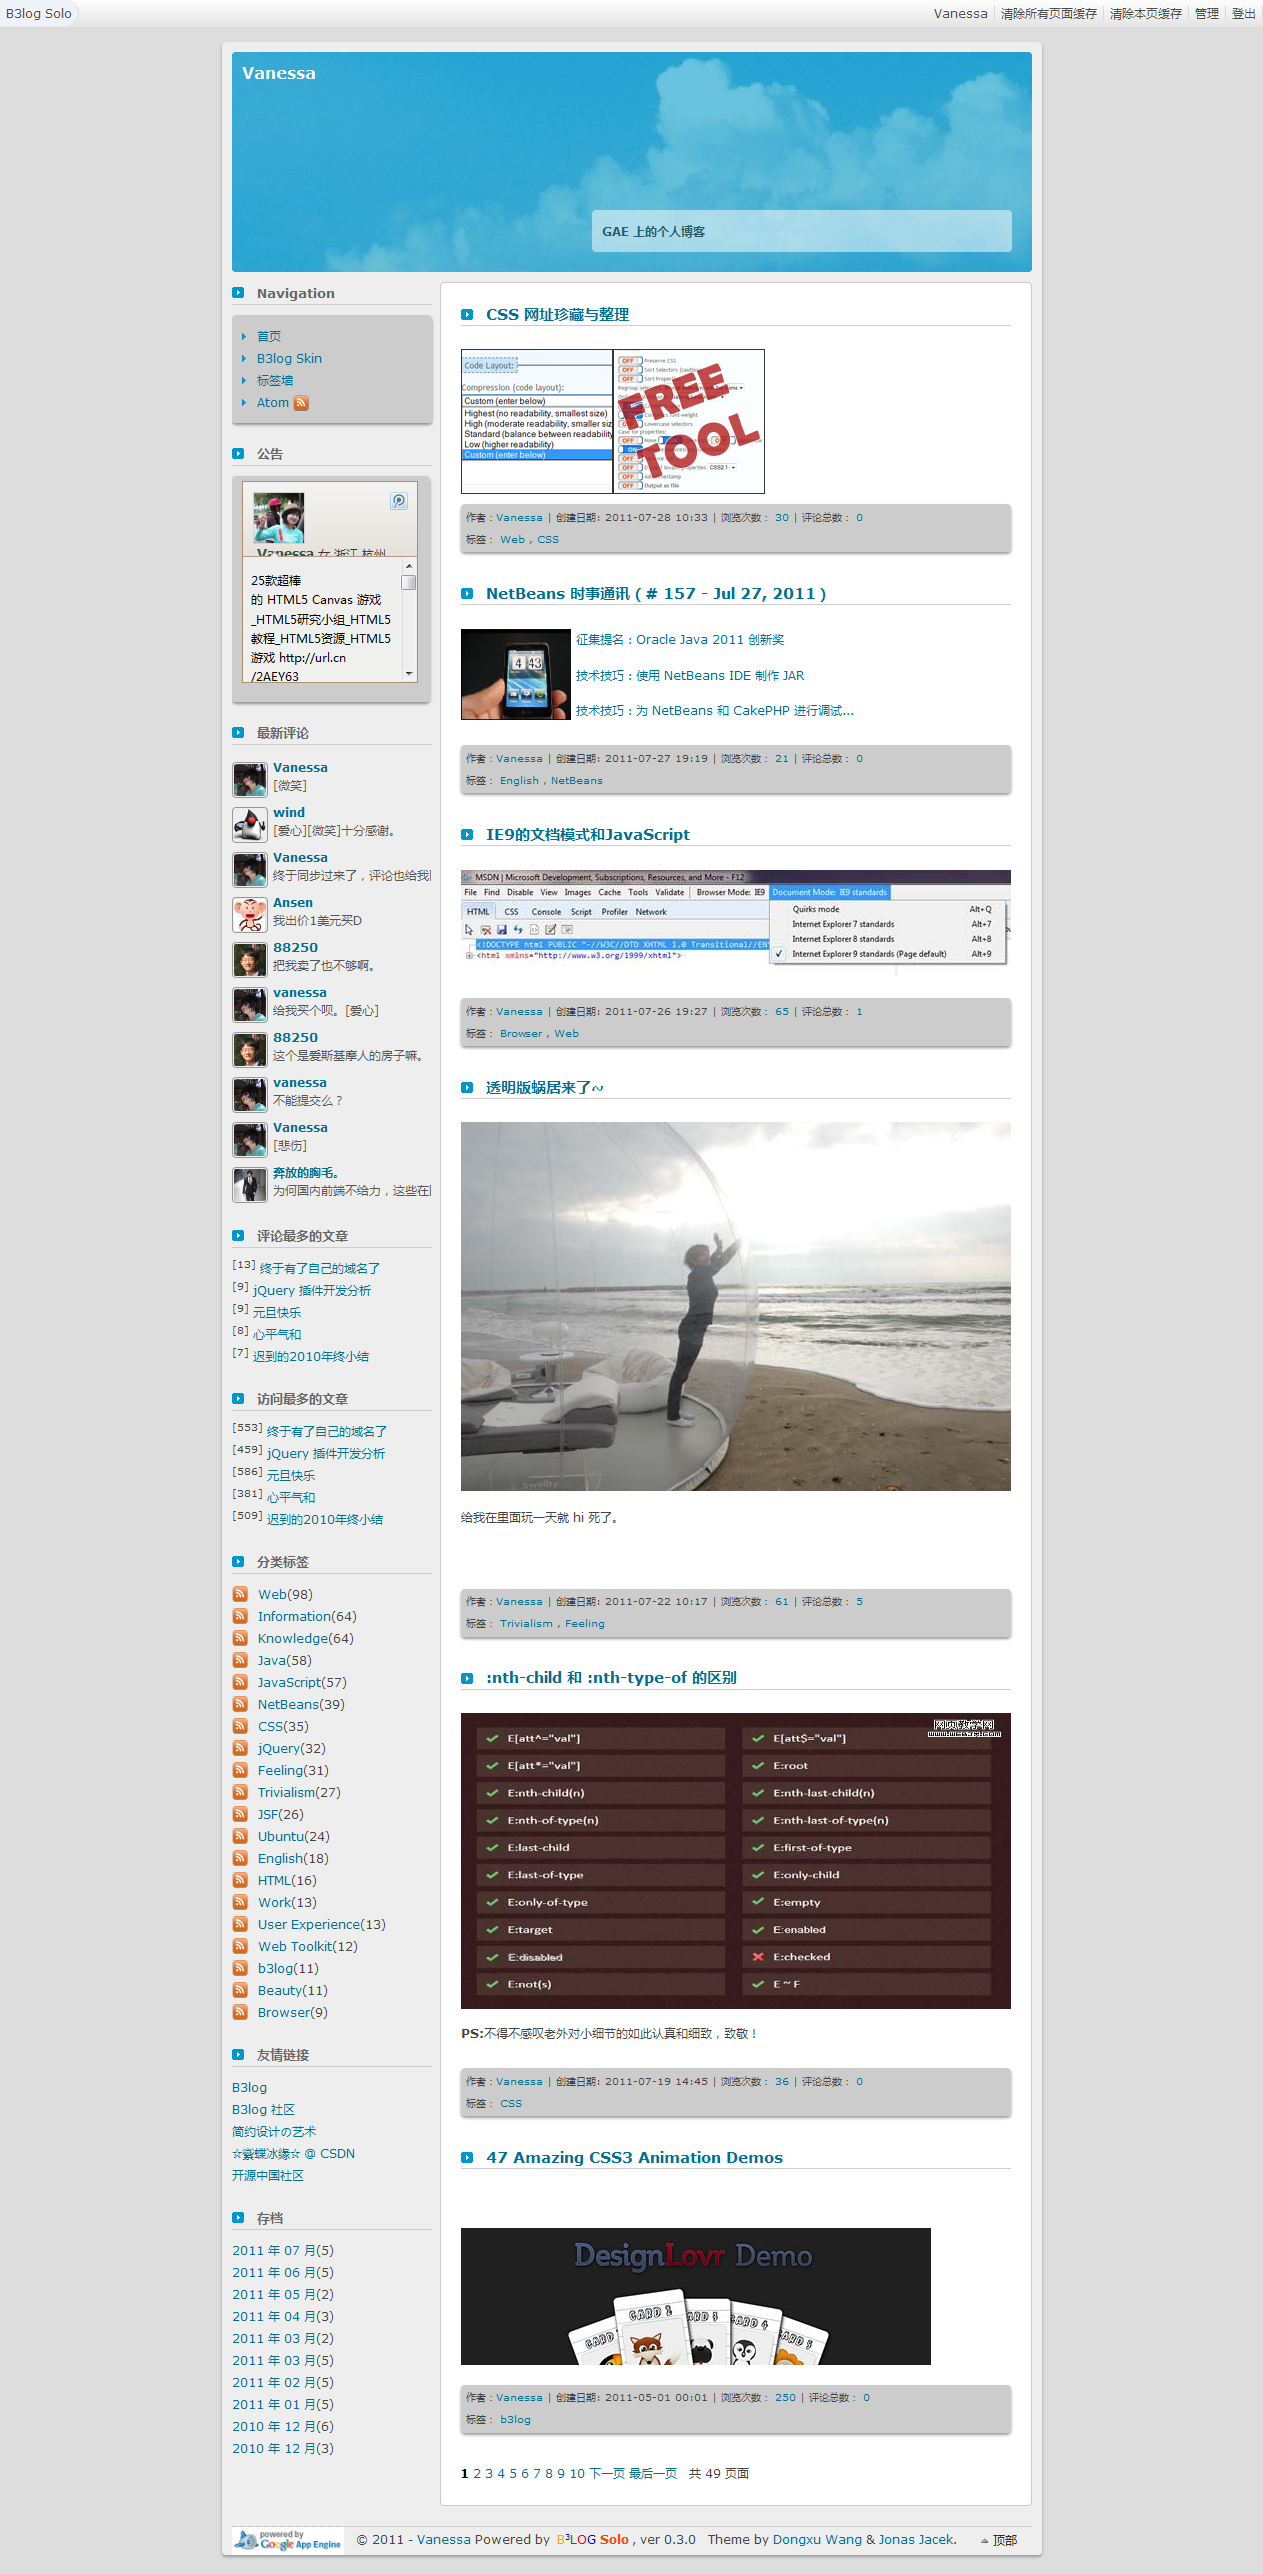 B3log Solo
Vanessa 清除所有页面缓存 清除本页缓存 管理 登出
Vanessa
GAE 上的个人博客
Navigation
首页
B3log Skin
标签墙
Atom
公告
Vanessa 女 浙江 杭州
25款超棒
的 HTML5 Canvas 游戏
_HTML5研究小组_HTML5
教程_HTML5资源_HTML5
游戏 http://url.cn
/2AEY63
最新评论
Vanessa
[微笑]
wind
[爱心][微笑]十分感谢。
Vanessa
终于同步过来了，评论也给我
Ansen
我出价1美元买D
88250
把我卖了也不够啊。
vanessa
给我买个呗。[爱心]
88250
这个是爱斯基摩人的房子嘛。
vanessa
不能提交么？
Vanessa
[悲伤]
奔放的胸毛。
为何国内前端不给力，这些在
评论最多的文章
[13] 终于有了自己的域名了
[9] jQuery 插件开发分析
[9] 元旦快乐
[8] 心平气和
[7] 迟到的2010年终小结
访问最多的文章
[553] 终于有了自己的域名了
[459] jQuery 插件开发分析
[586] 元旦快乐
[381] 心平气和
[509] 迟到的2010年终小结
分类标签
Web(98)
Information(64)
Knowledge(64)
Java(58)
JavaScript(57)
NetBeans(39)
CSS(35)
jQuery(32)
Feeling(31)
Trivialism(27)
JSF(26)
Ubuntu(24)
English(18)
HTML(16)
Work(13)
User Experience(13)
Web Toolkit(12)
b3log(11)
Beauty(11)
Browser(9)
友情链接
B3log
B3log 社区
简约设计の艺术
☆蠿蝶冰缘☆ @ CSDN
开源中国社区
存档
2011 年 07 月(5)
2011 年 06 月(5)
2011 年 05 月(2)
2011 年 04 月(3)
2011 年 03 月(2)
2011 年 03 月(5)
2011 年 02 月(5)
2011 年 01 月(5)
2010 年 12 月(6)
2010 年 12 月(3)
CSS 网址珍藏与整理
Code Layout:
Compression (code layout):
Custom (enter below)
Highest (no readability, smallest size)
High (moderate readability, smaller siz
Standard (balance between readability
Low (higher readability)
Custom (enter below)
OFF Preserve CSS
OFF Sort Selectors (caution
OFF Sort Properti
FREE
TOOL
OFF Lowercase selectors
Case for properties:
CSS2.1
OFF Output as file
作者：Vanessa | 创建日期: 2011-07-28 10:33 | 浏览次数： 30 | 评论总数： 0
标签： Web , CSS
NetBeans 时事通讯（# 157 - Jul 27, 2011）
4 43
征集提名：Oracle Java 2011 创新奖
技术技巧：使用 NetBeans IDE 制作 JAR
技术技巧：为 NetBeans 和 CakePHP 进行调试...
作者：Vanessa | 创建日期: 2011-07-27 19:19 | 浏览次数： 21 | 评论总数： 0
标签： English , NetBeans
IE9的文档模式和JavaScript
MSDN | Microsoft Development, Subscriptions, Resources, and More - F12
File Find Disable View Images Cache Tools Validate Browser Mode: IE9 Document Mode: IE9 standards
HTML CSS Console Script Profiler Network
Quirks mode Alt+Q
Internet Explorer 7 standards Alt+7
Internet Explorer 8 standards Alt+8
Internet Explorer 9 standards (Page default) Alt+9
<!DOCTYPE html PUBLIC "-//W3C//DTD XHTML 1.0 Transitional//EN"
<html xmlns="http://www.w3.org/1999/xhtml">
作者：Vanessa | 创建日期: 2011-07-26 19:27 | 浏览次数： 65 | 评论总数： 1
标签： Browser , Web
透明版蜗居来了~
给我在里面玩一天就 hi 死了。
作者：Vanessa | 创建日期: 2011-07-22 10:17 | 浏览次数： 61 | 评论总数： 5
标签： Trivialism , Feeling
:nth-child 和 :nth-type-of 的区别
网页教学网
E[att^="val"] E[att$="val"]
E[att*="val"] E:root
E:nth-child(n) E:nth-last-child(n)
E:nth-of-type(n) E:nth-last-of-type(n)
E:last-child E:first-of-type
E:last-of-type E:only-child
E:only-of-type E:empty
E:target E:enabled
E:disabled E:checked
E:not(s) E ~ F
PS:不得不感叹老外对小细节的如此认真和细致，致敬！
作者：Vanessa | 创建日期: 2011-07-19 14:45 | 浏览次数： 36 | 评论总数： 0
标签： CSS
47 Amazing CSS3 Animation Demos
DesignLovr Demo
CARD 1 CARD 2 CARD 3 CARD 4 CARD 5
作者：Vanessa | 创建日期: 2011-05-01 00:01 | 浏览次数： 250 | 评论总数： 0
标签： b3log
1 2 3 4 5 6 7 8 9 10 下一页 最后一页 共 49 页面
powered by
Google App Engine
© 2011 - Vanessa Powered by B3LOG Solo , ver 0.3.0 Theme by Dongxu Wang & Jonas Jacek. 顶部